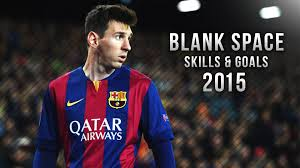 BLANK SPACE
SKILLS & GOALS
2015
QATAR
AIRWAYS